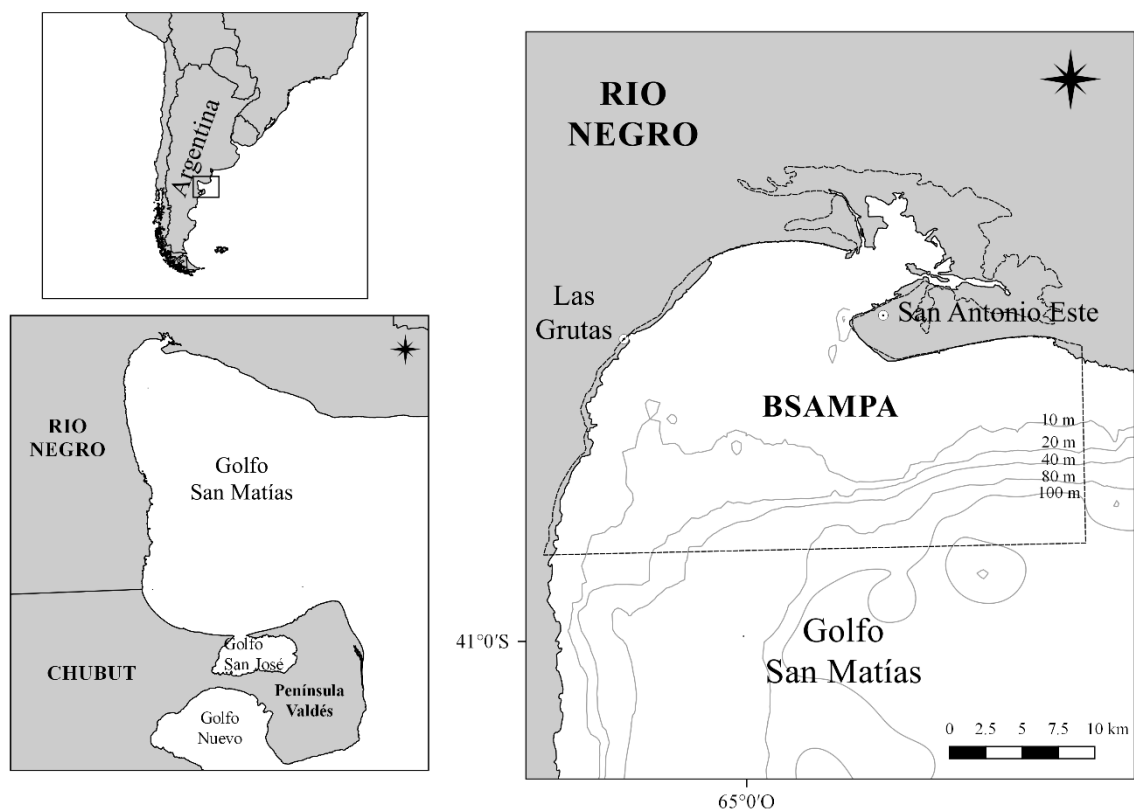 Argentina
RIO
NEGRO
Golfo
San Matías
CHUBUT
Golfo
San José
Península
Valdés
Golfo
Nuevo
RIO
NEGRO
Las
Grutas
San Antonio Este
BSAMPA
10 m
20 m
40 m
80 m
100 m
Golfo
San Matías
41°0'S
0 2.5 5 7.5 10 km
65°0'O